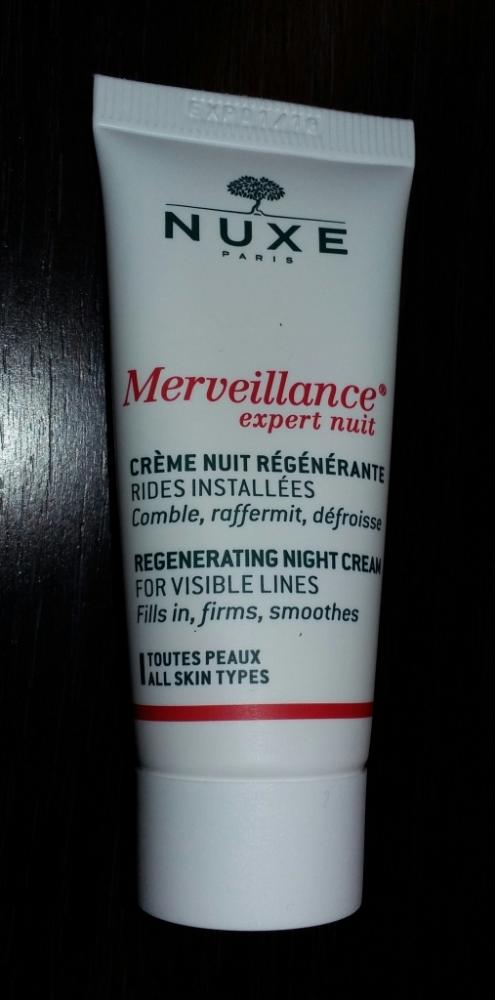 NUXE
PARIS
Merveillance®
expert nuit
CRÈME NUIT RÉGÉNÉRANTE
RIDES INSTALLÉES
Comble, raffermit, défroisse
REGENERATING NIGHT CREAM
FOR VISIBLE LINES
Fills in, firms, smoothes
TOUTES PEAUX
ALL SKIN TYPES